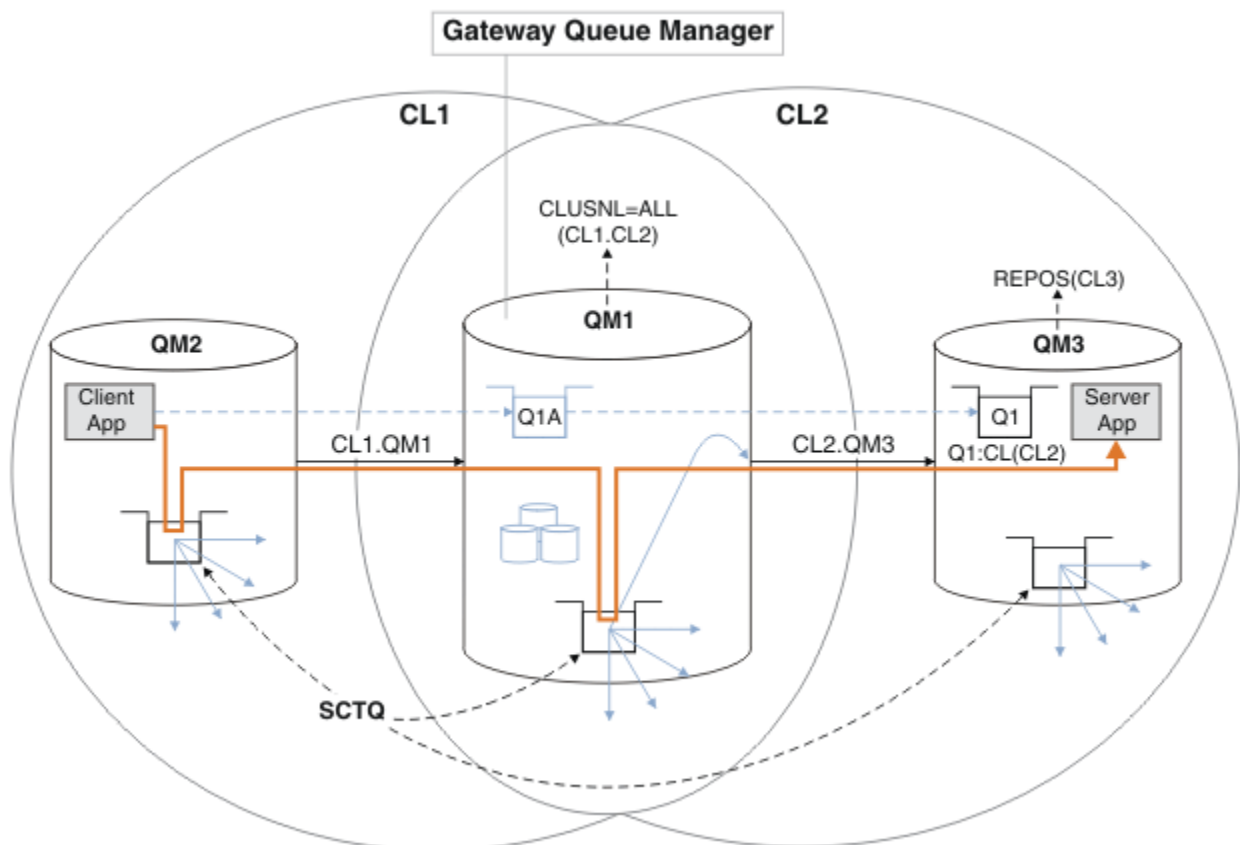 Gateway Queue Manager
CL1
CL2
CLUSNL=ALL
(CL1.CL2)
REPOS(CL3)
QM2
QM1
QM3
Client
App
Q1A
Q1
Server
App
CL1.QM1
CL2.QM3
Q1:CL(CL2)
SCTQ